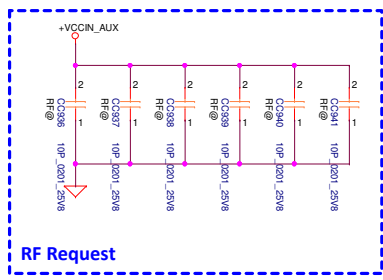 +VCCIN_AUX
2
2
2
2
2
2
CC936
RF@
CC937
RF@
CC938
RF@
CC939
RF@
CC940
RF@
CC941
RF@
1
1
1
1
1
1
10P_0201_25V8
10P_0201_25V8
10P_0201_25V8
10P_0201_25V8
10P_0201_25V8
10P_0201_25V8
RF Request